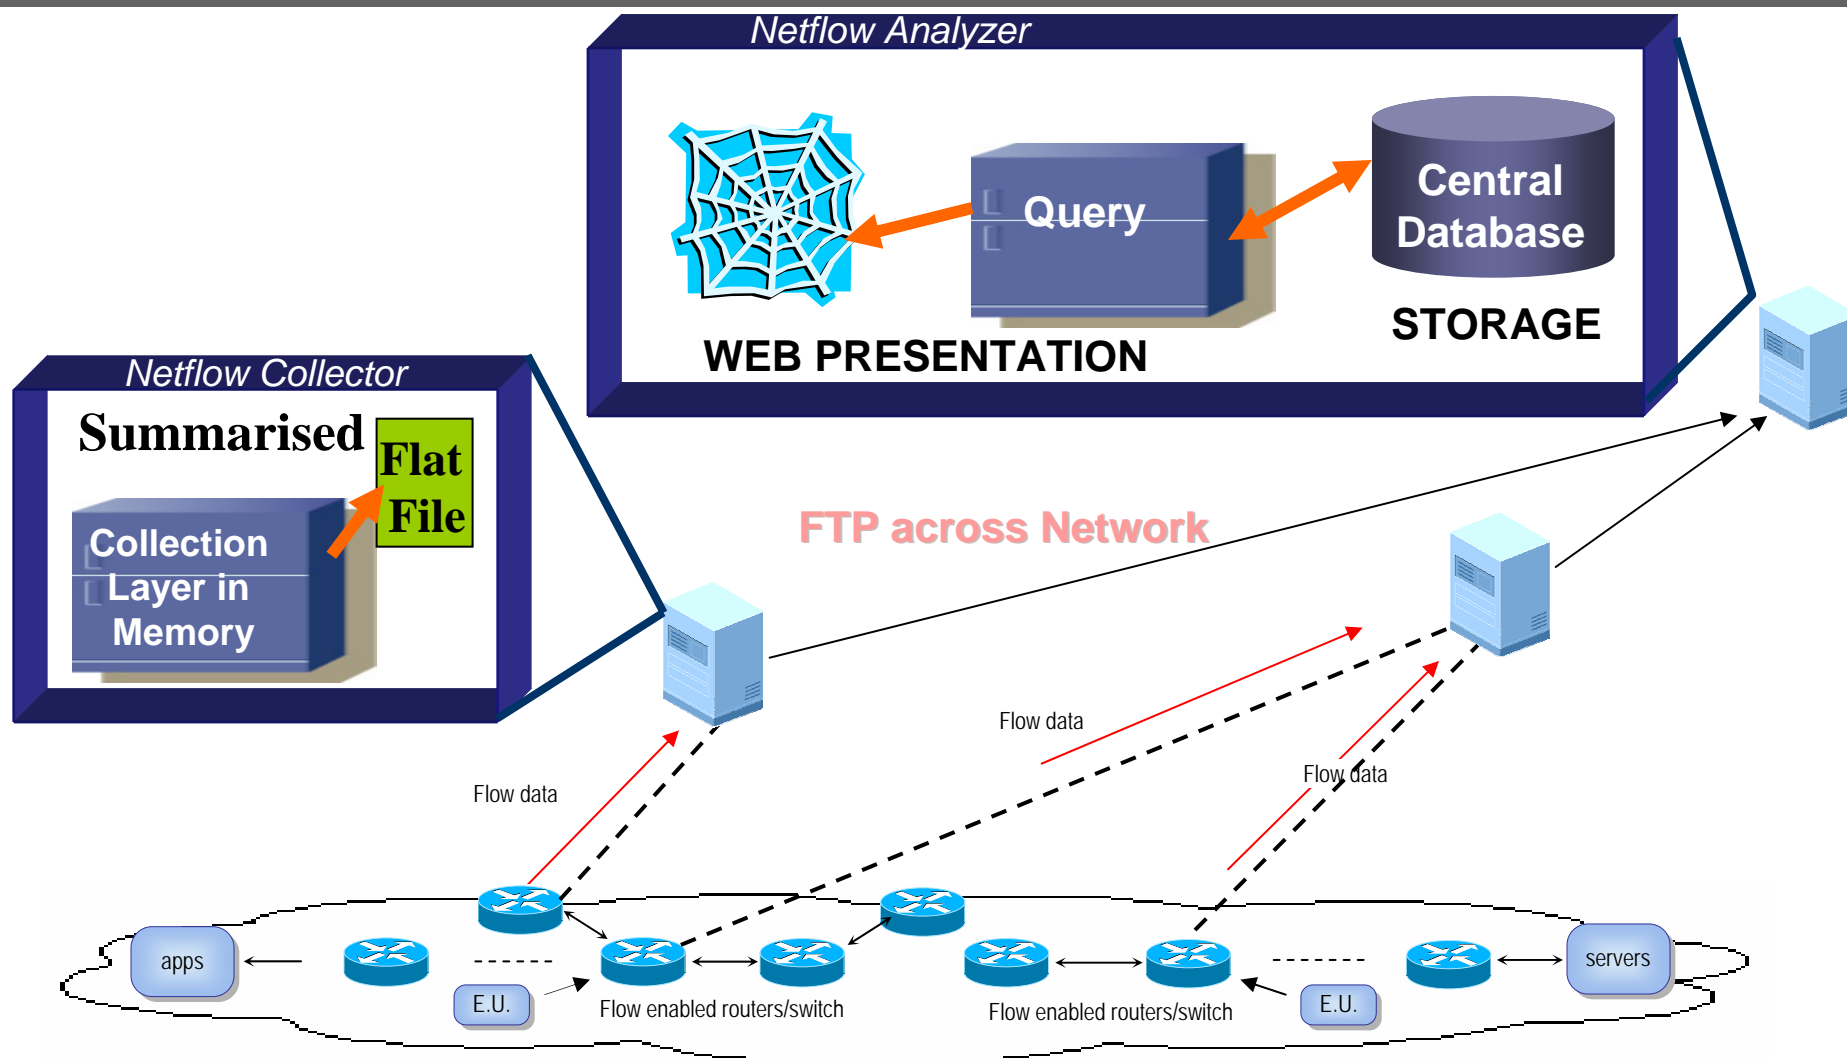 Netflow Analyzer
Query
Central
Database
STORAGE
WEB PRESENTATION
Netflow Collector
Summarised
Flat
File
Collection
Layer in
Memory
FTP across Network
Flow data
Flow data
Flow data
apps
servers
E.U.
E.U.
Flow enabled routers/switch
Flow enabled routers/switch